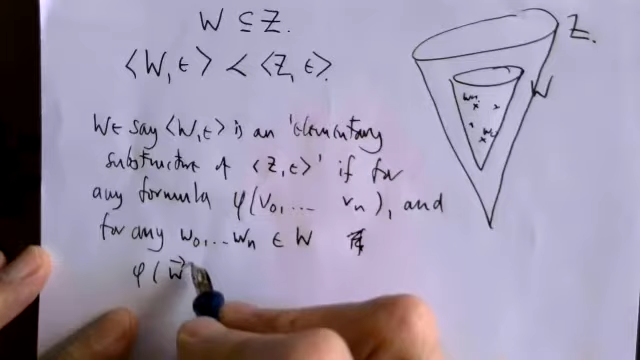 W ⊆ Z.
⟨W, ∈⟩ ≺ ⟨Z, ∈⟩.
We say ⟨W, ∈⟩ is an 'elementary
substructure of ⟨Z, ∈⟩' if for
any formula φ(v₀, ... vₙ), and
for any w₀, ... wₙ ∈ W
φ(w⃗
Z.
W